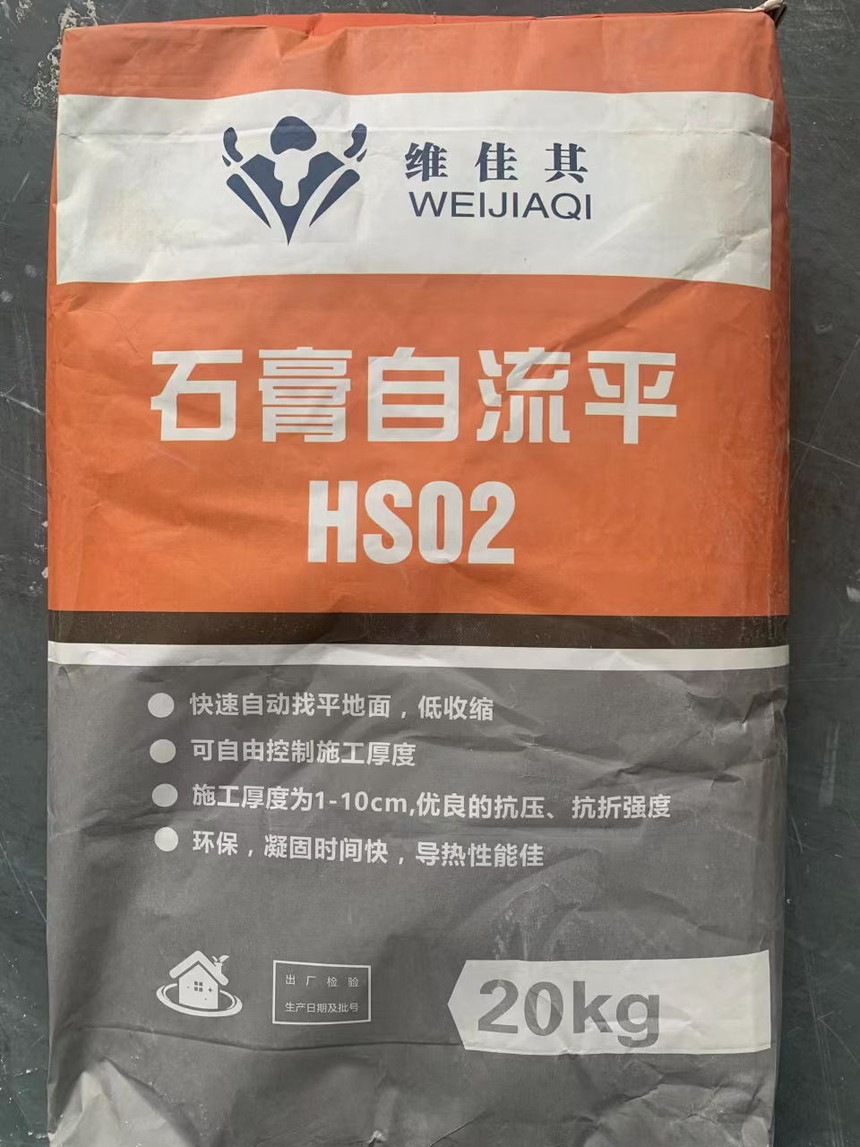 维佳其
WEIJIAQI
石膏自流平
HS02
快速自动找平地面，低收缩
可自由控制施工厚度
施工厚度为1-10cm,优良的抗压、抗折强度
环保，凝固时间快，导热性能佳
出厂检验
生产日期及批号
20kg